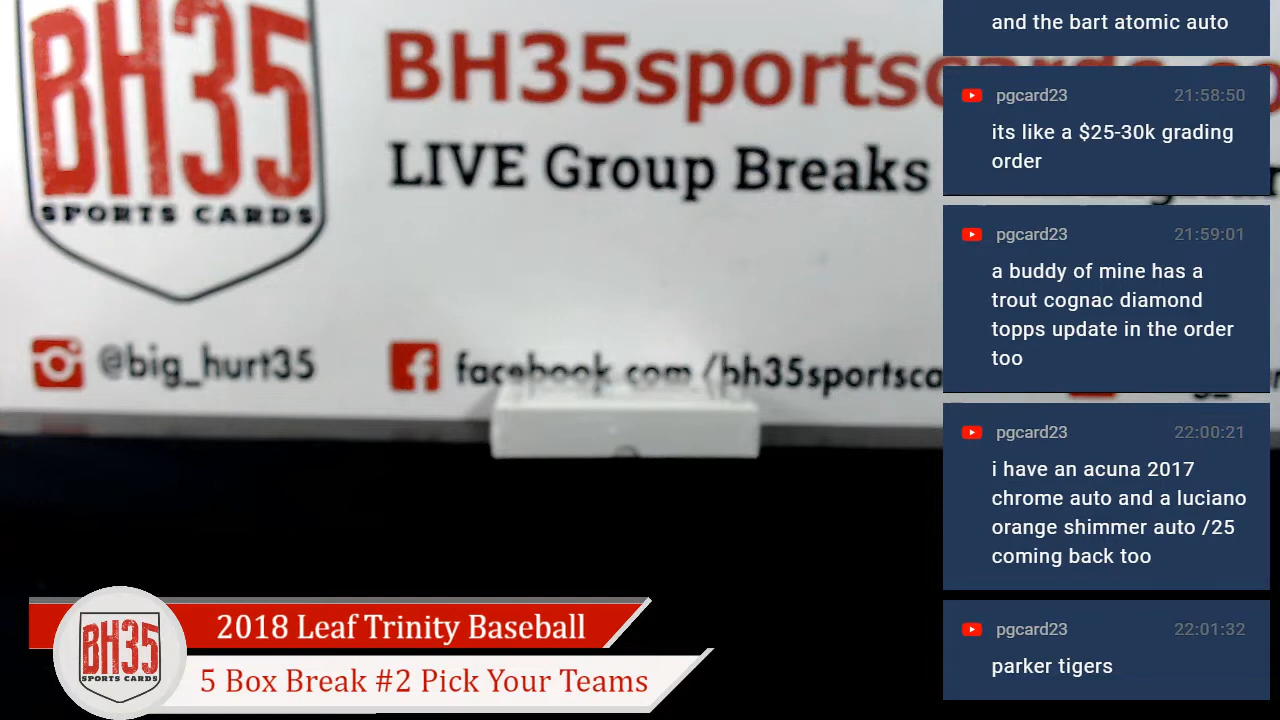 BH35
SPORTS CARDS
BH35sportscards.co
LIVE Group Breaks
@big_hurt35
facebook.com/bh35sportsca
and the bart atomic auto
pgcard23 21:58:50
its like a $25-30k grading
order
pgcard23 21:59:01
a buddy of mine has a
trout cognac diamond
topps update in the order
too
pgcard23 22:00:21
i have an acuna 2017
chrome auto and a luciano
orange shimmer auto /25
coming back too
pgcard23 22:01:32
parker tigers
BH35
SPORTS CARDS
2018 Leaf Trinity Baseball
5 Box Break #2 Pick Your Teams